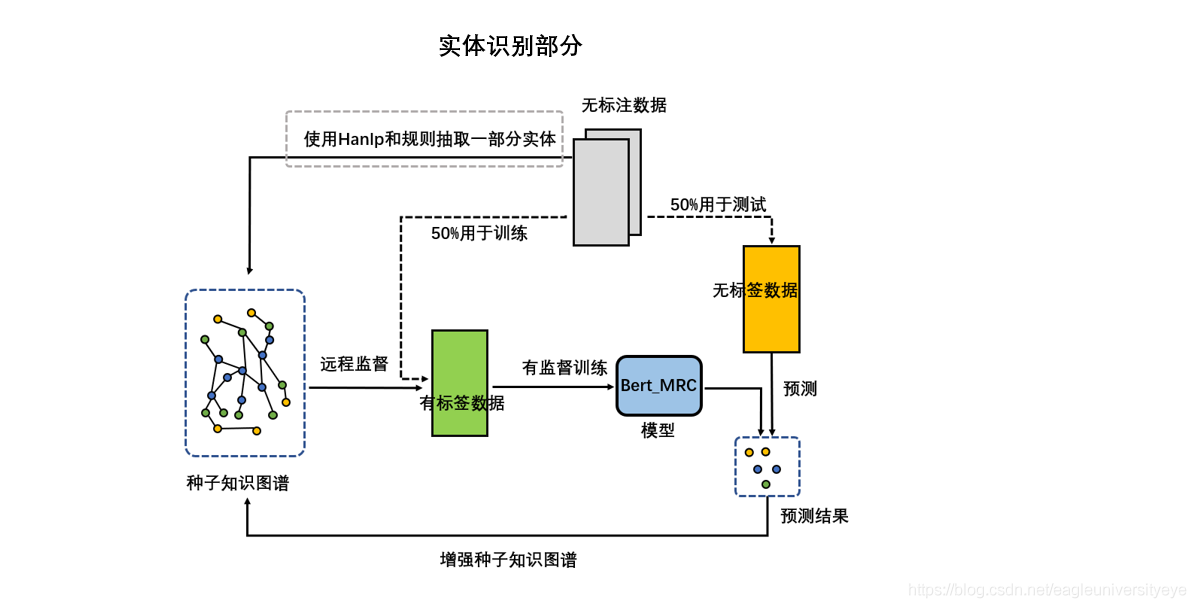 实体识别部分
无标注数据
使用Hanlp和规则抽取一部分实体
50%用于测试
50%用于训练
无标签数据
远程监督
有监督训练
Bert_MRC
预测
有标签数据
模型
种子知识图谱
预测结果
增强种子知识图谱
https://blog.csdn.net/eagleuniversityeye